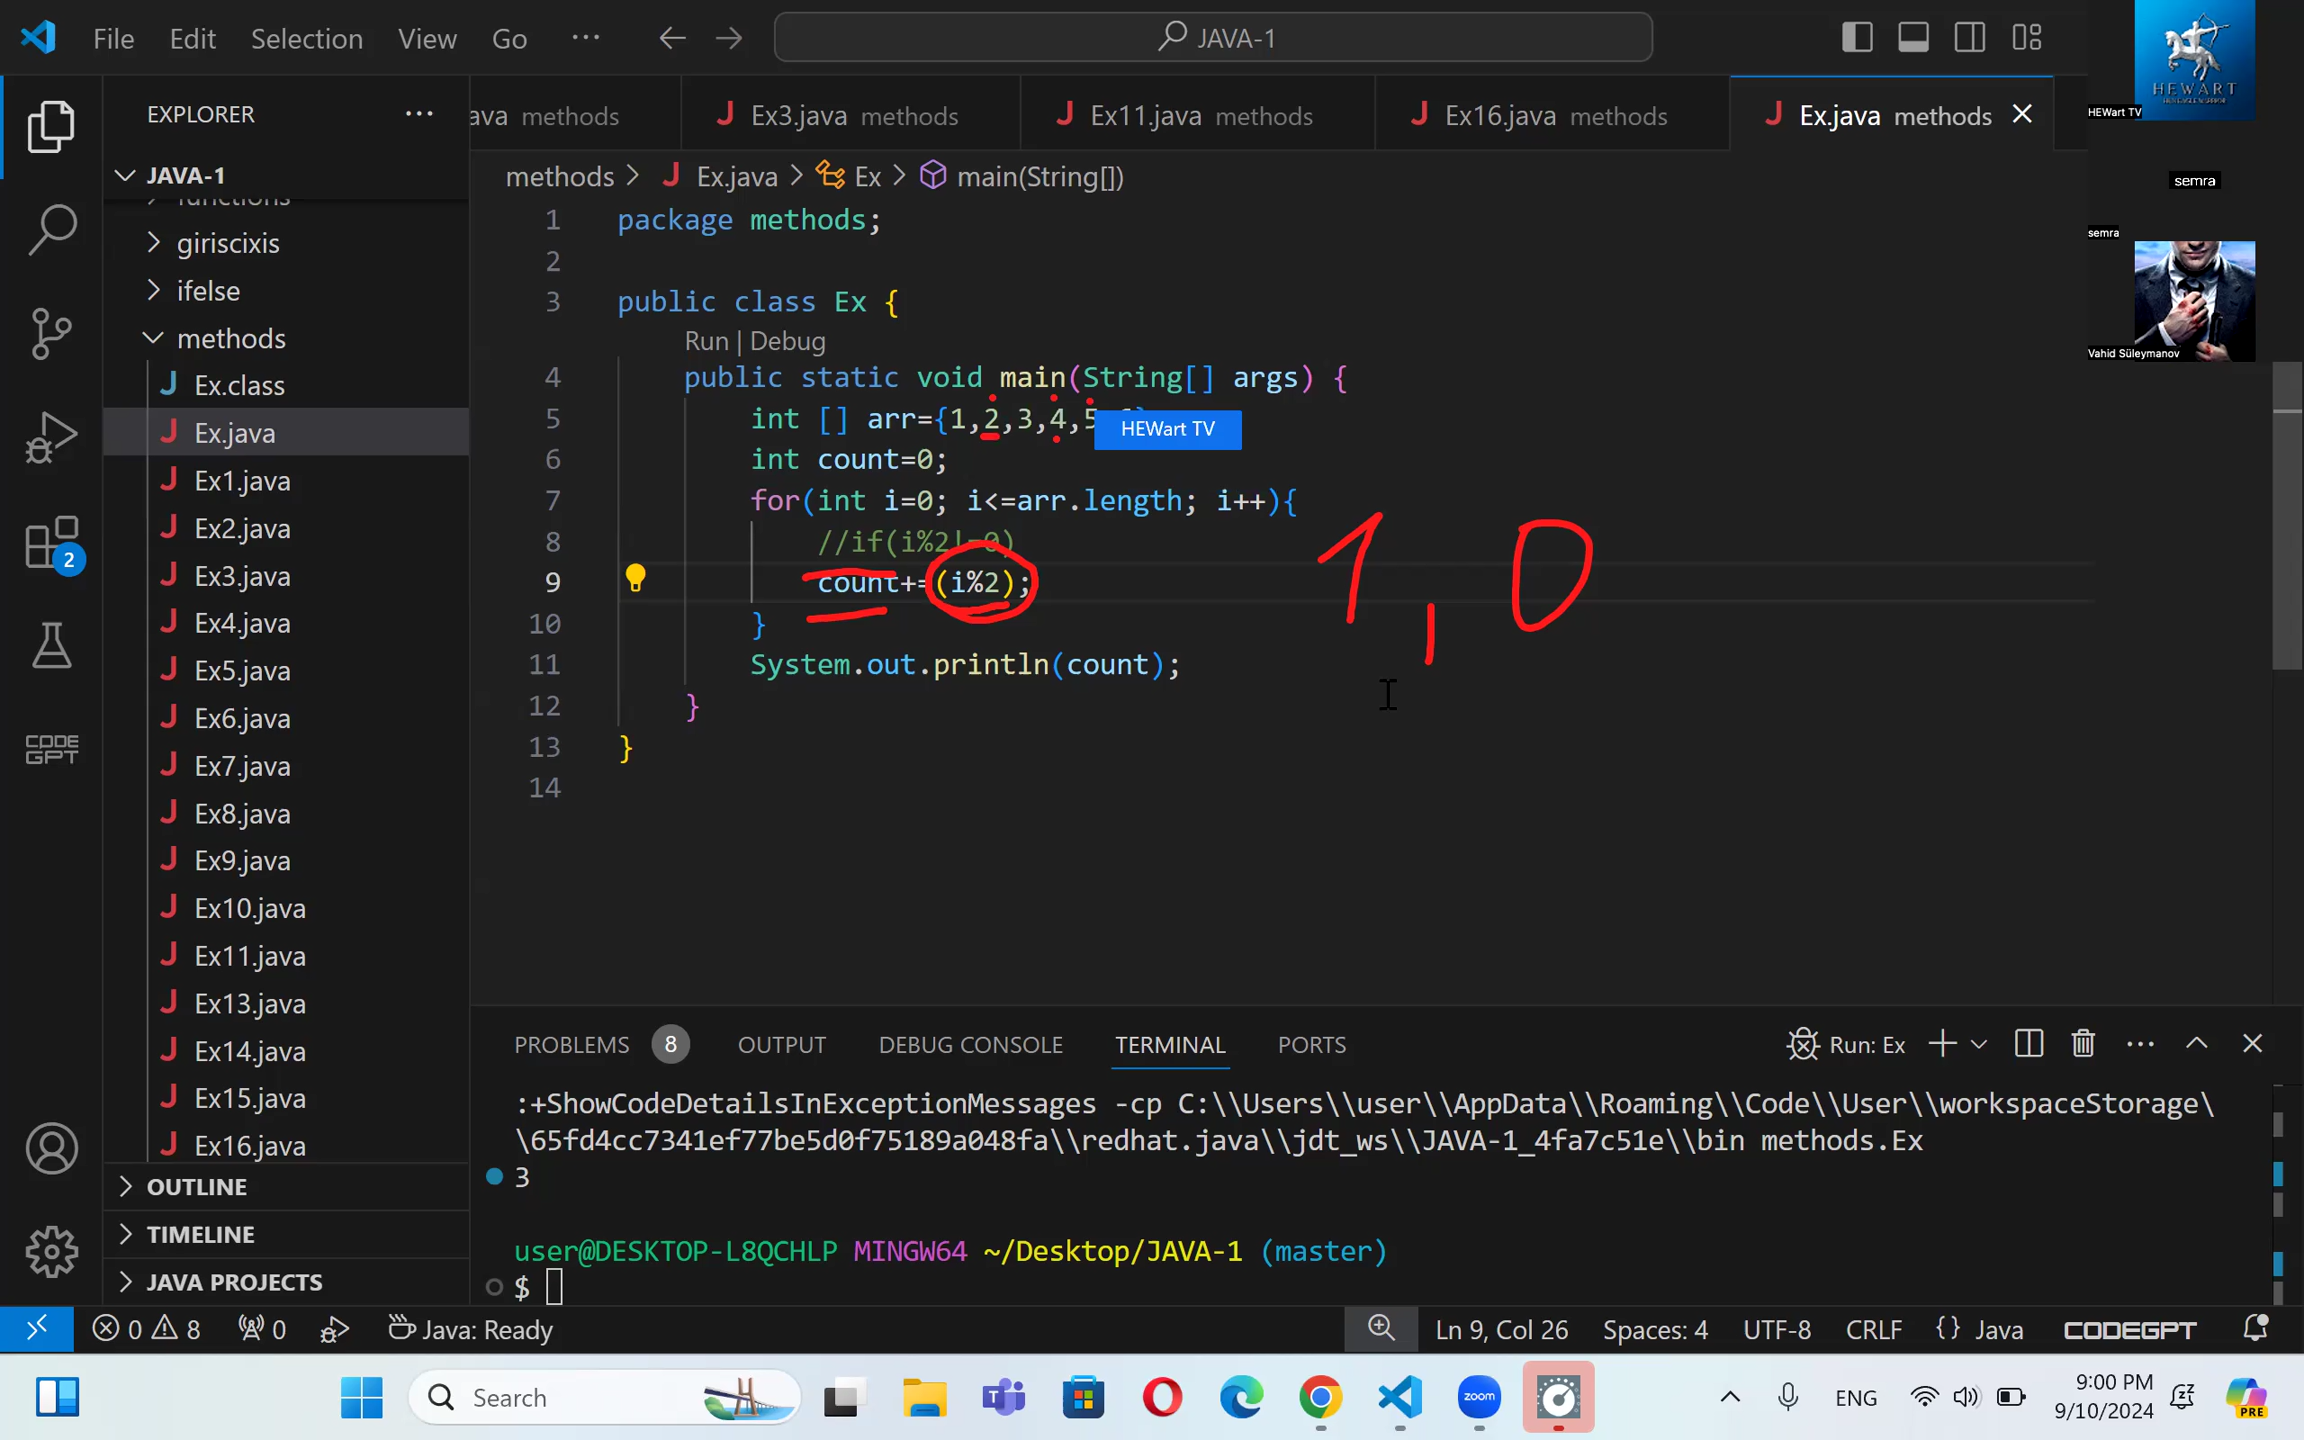 File Edit Selection View Go ··· JAVA-1
HEWART
HEWart TV
EXPLORER ···
ava methods Ex3.java methods Ex11.java methods Ex16.java methods Ex.java methods
JAVA-1
methods > Ex.java > Ex > main(String[])
semra
semra
Vahid Süleymanov
functions
giriscixis
ifelse
methods
Ex.class
Ex.java
Ex1.java
Ex2.java
Ex3.java
Ex4.java
Ex5.java
Ex6.java
Ex7.java
Ex8.java
Ex9.java
Ex10.java
Ex11.java
Ex13.java
Ex14.java
Ex15.java
Ex16.java
OUTLINE
TIMELINE
JAVA PROJECTS
2
CODE
GPT
1 package methods;
2
3 public class Ex {
Run | Debug
4 public static void main(String[] args) {
5 int [] arr={1,2,3,4,5
HEWart TV
6 int count=0;
7 for(int i=0; i<=arr.length; i++){
8 //if(i%2!=0)
9 count+=(i%2);
10 }
11 System.out.println(count);
12 }
13 }
14
1, 0
PROBLEMS 8 OUTPUT DEBUG CONSOLE TERMINAL PORTS Run: Ex
:+ShowCodeDetailsInExceptionMessages -cp C:\\Users\\user\\AppData\\Roaming\\Code\\User\\workspaceStorage\
\65fd4cc7341ef77be5d0f75189a048fa\\redhat.java\\jdt_ws\\JAVA-1_4fa7c51e\\bin methods.Ex
3
user@DESKTOP-L8QCHLP MINGW64 ~/Desktop/JAVA-1 (master)
$
0 8 0 Java: Ready Ln 9, Col 26 Spaces: 4 UTF-8 CRLF {} Java CODEGPT
Search zoom ENG 9:00 PM
9/10/2024
PRE